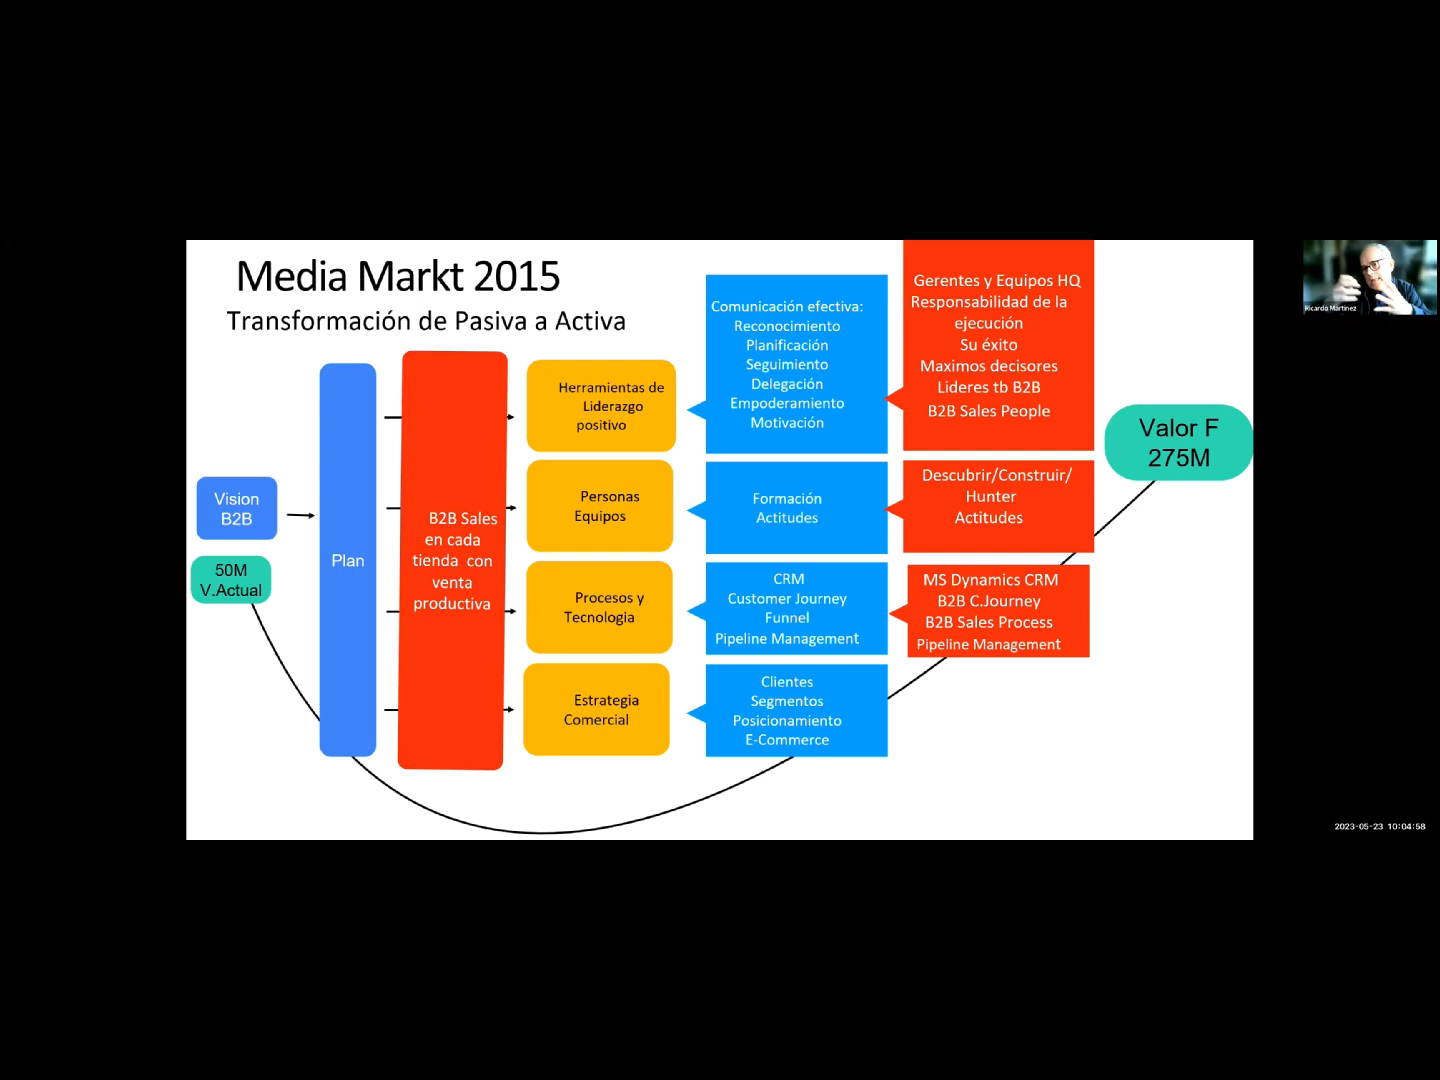 Media Markt 2015
Transformación de Pasiva a Activa
Vision
B2B
50M
V.Actual
Plan
B2B Sales
en cada
tienda con
venta
productiva
Herramientas de
Liderazgo
positivo
Personas
Equipos
Procesos y
Tecnologia
Estrategia
Comercial
Comunicación efectiva:
Reconocimiento
Planificación
Seguimiento
Delegación
Empoderamiento
Motivación
Formación
Actitudes
CRM
Customer Journey
Funnel
Pipeline Management
Clientes
Segmentos
Posicionamiento
E-Commerce
Gerentes y Equipos HQ
Responsabilidad de la
ejecución
Su éxito
Maximos decisores
Lideres tb B2B
B2B Sales People
Descubrir/Construir/
Hunter
Actitudes
MS Dynamics CRM
B2B C.Journey
B2B Sales Process
Pipeline Management
Valor F
275M
Ricardo Martinez
2023-05-23 10:04:58